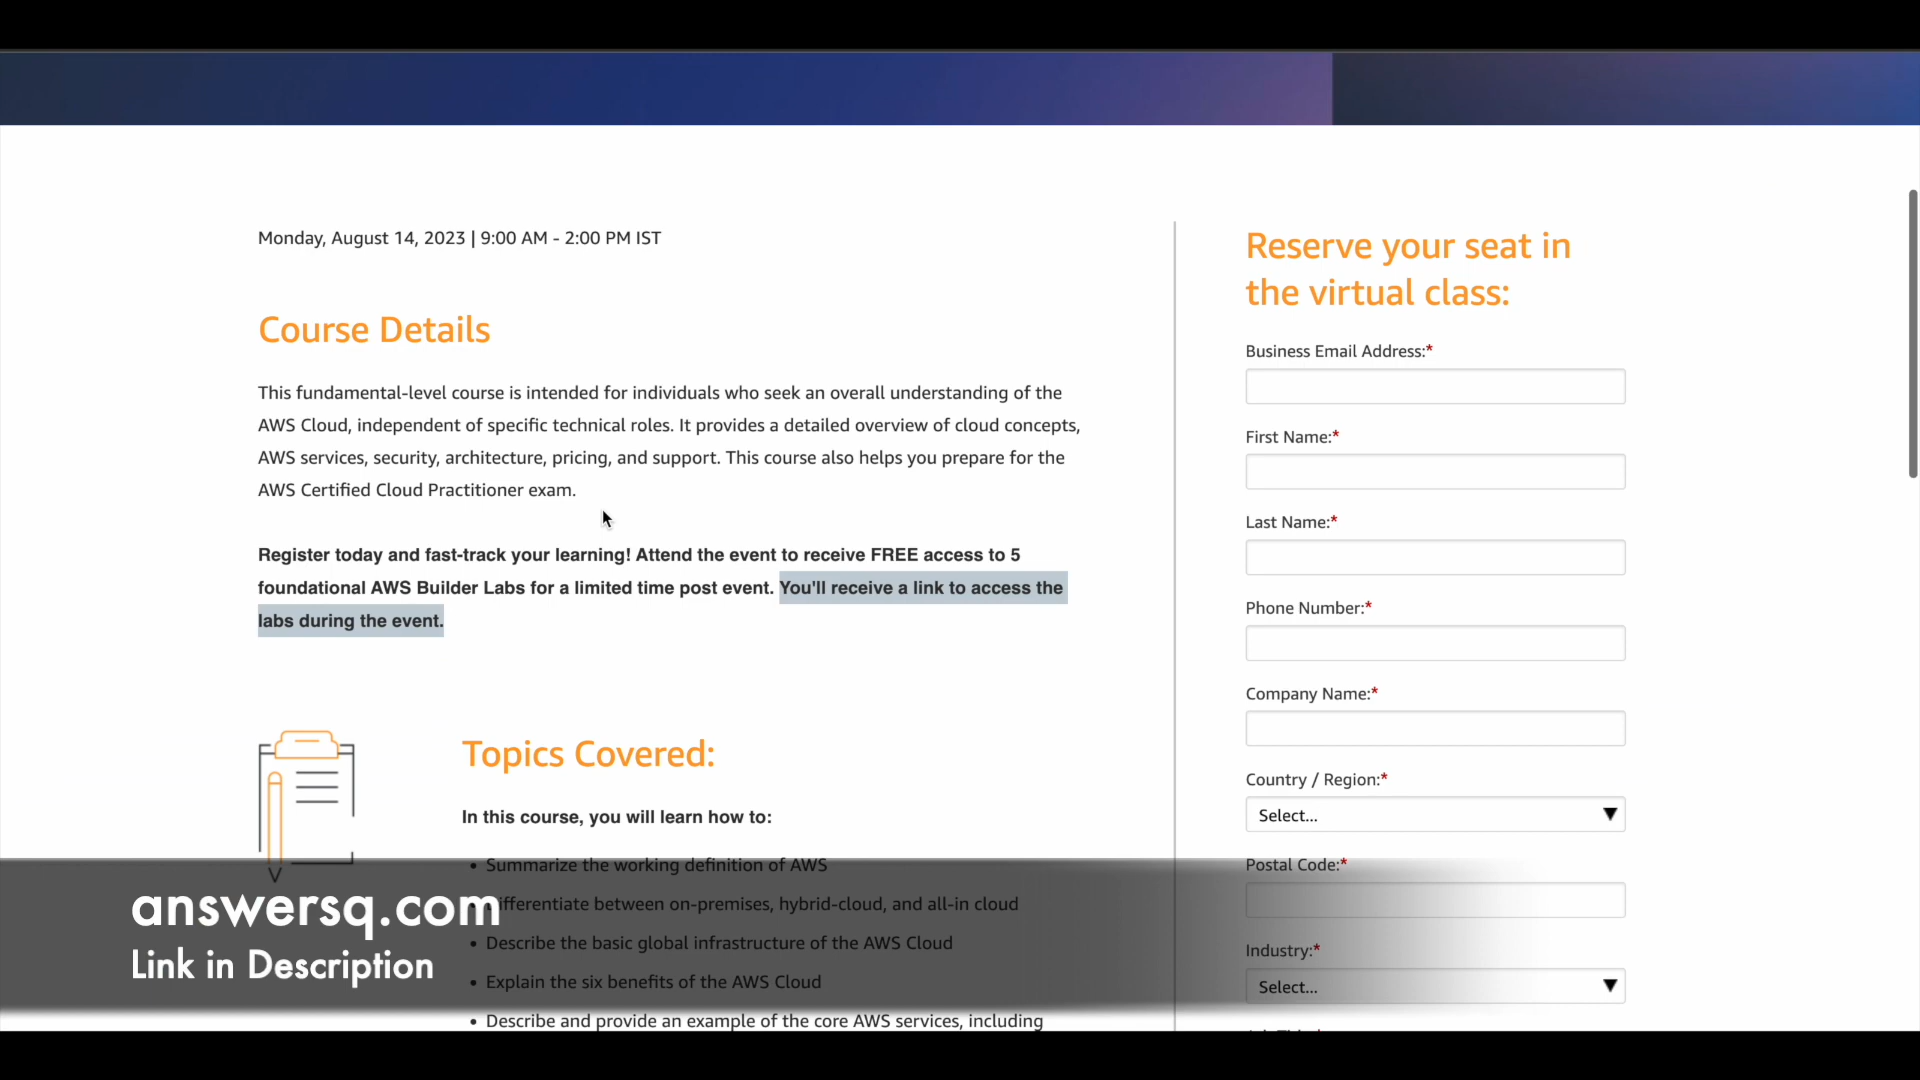 Monday, August 14, 2023 | 9:00 AM - 2:00 PM IST
Course Details
This fundamental-level course is intended for individuals who seek an overall understanding of the
AWS Cloud, independent of specific technical roles. It provides a detailed overview of cloud concepts,
AWS services, security, architecture, pricing, and support. This course also helps you prepare for the
AWS Certified Cloud Practitioner exam.
Register today and fast-track your learning! Attend the event to receive FREE access to 5
foundational AWS Builder Labs for a limited time post event. You'll receive a link to access the
labs during the event.
Topics Covered:
In this course, you will learn how to:
• Summarize the working definition of AWS
Differentiate between on-premises, hybrid-cloud, and all-in cloud
• Describe the basic global infrastructure of the AWS Cloud
• Explain the six benefits of the AWS Cloud
• Describe and provide an example of the core AWS services, including
Reserve your seat in
the virtual class:
Business Email Address:*
First Name:*
Last Name:*
Phone Number:*
Company Name:*
Country / Region:*
Select...
Postal Code:*
Industry:*
Select...
answersq.com
Link in Description